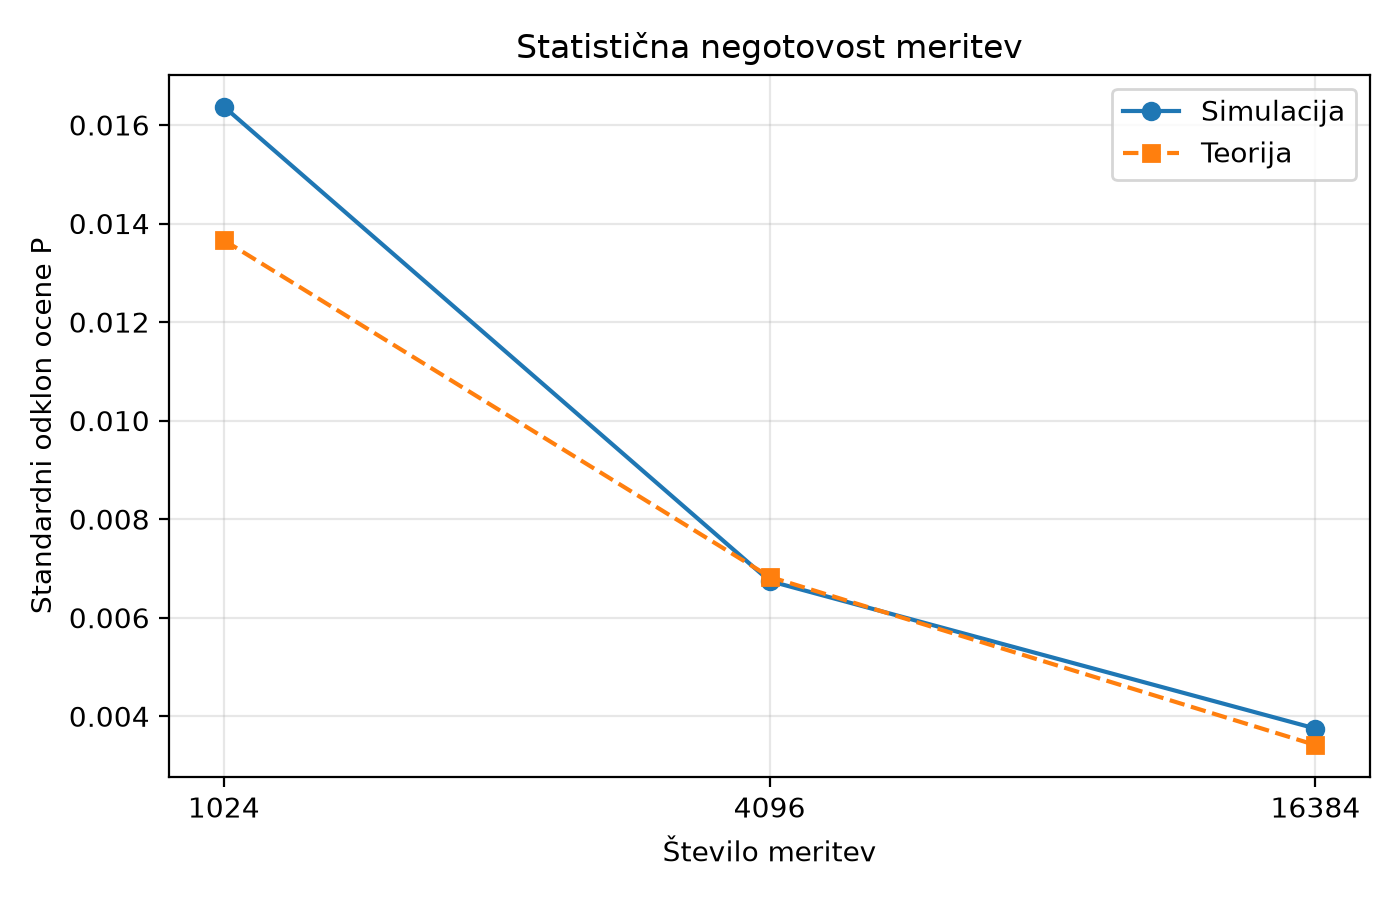 Statistična negotovost meritev
Simulacija
Teorija
Standardni odklon ocene P
0.016
0.014
0.012
0.010
0.008
0.006
0.004
1024 4096 16384
Število meritev